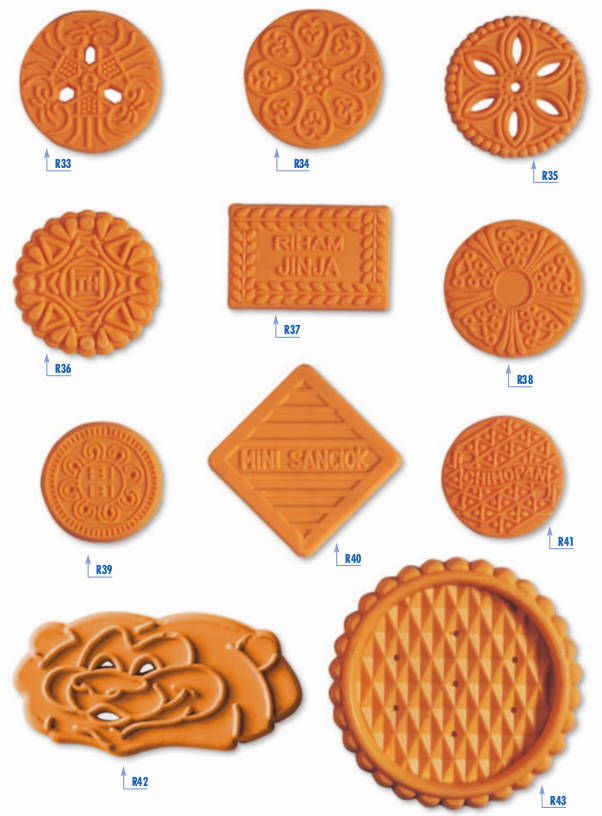 R33
R34
R35
RIHAM
JINJA
R36
R37
R38
MINI SANCIOK
CHIMOPAN
R39
R40
R41
R42
R43